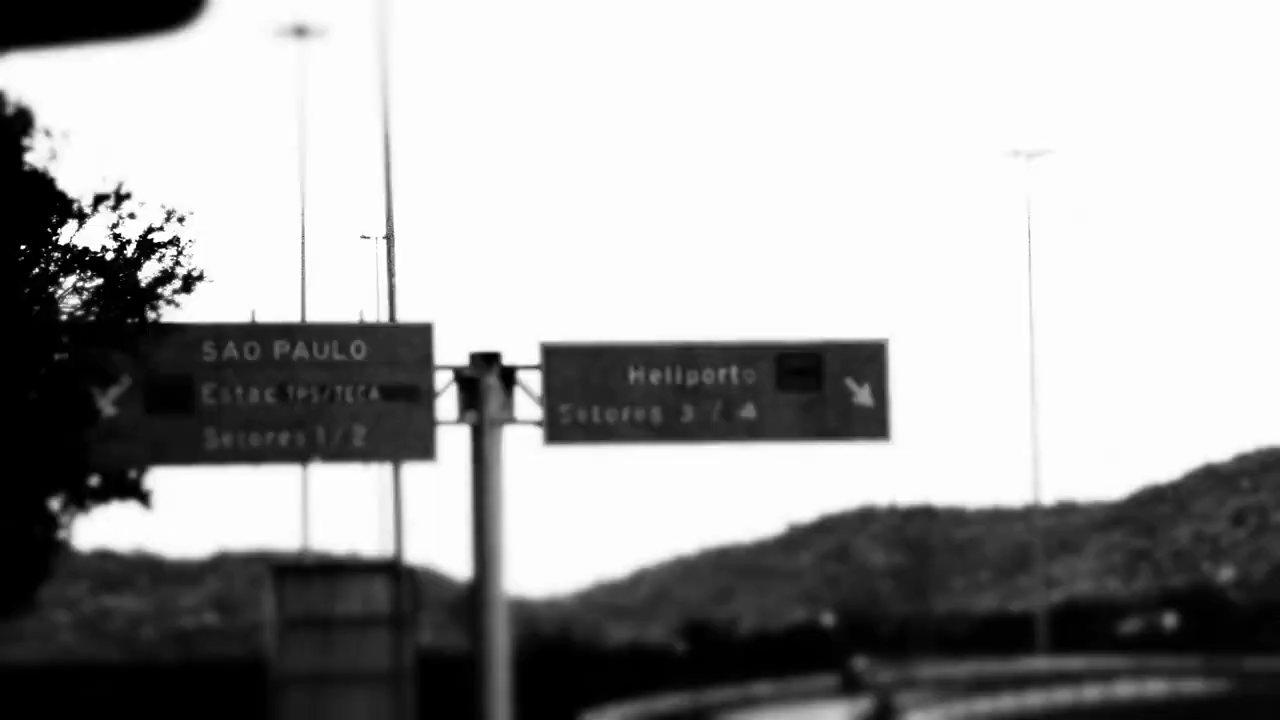 SAO PAULO
Estac TPS/TECA
Setores 1/2
Heliporto
Setores 3 / 4